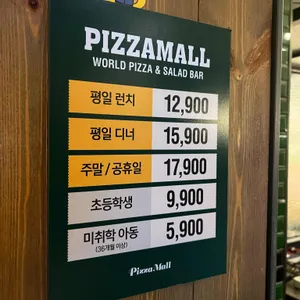 PIZZAMALL
WORLD PIZZA & SALAD BAR
평일 런치 12,900
평일 디너 15,900
주말 / 공휴일 17,900
초등학생 9,900
미취학 아동 5,900
(36개월 이상)
PizzaMall